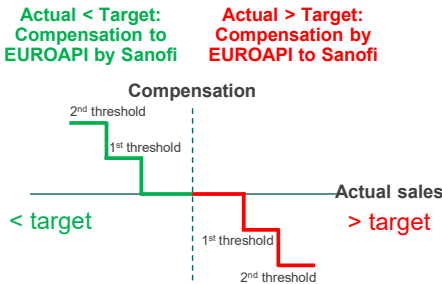 Actual < Target:
Compensation to
EUROAPI by Sanofi
Actual > Target:
Compensation by
EUROAPI to Sanofi
Compensation
2nd threshold
1st threshold
Actual sales
< target
> target
1st threshold
2nd threshold